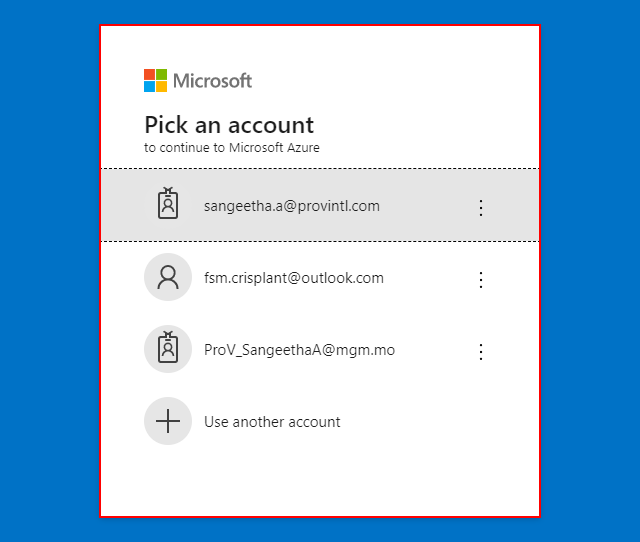 Microsoft
Pick an account
to continue to Microsoft Azure
sangeetha.a@provintl.com
fsm.crisplant@outlook.com
ProV_SangeethaA@mgm.mo
Use another account